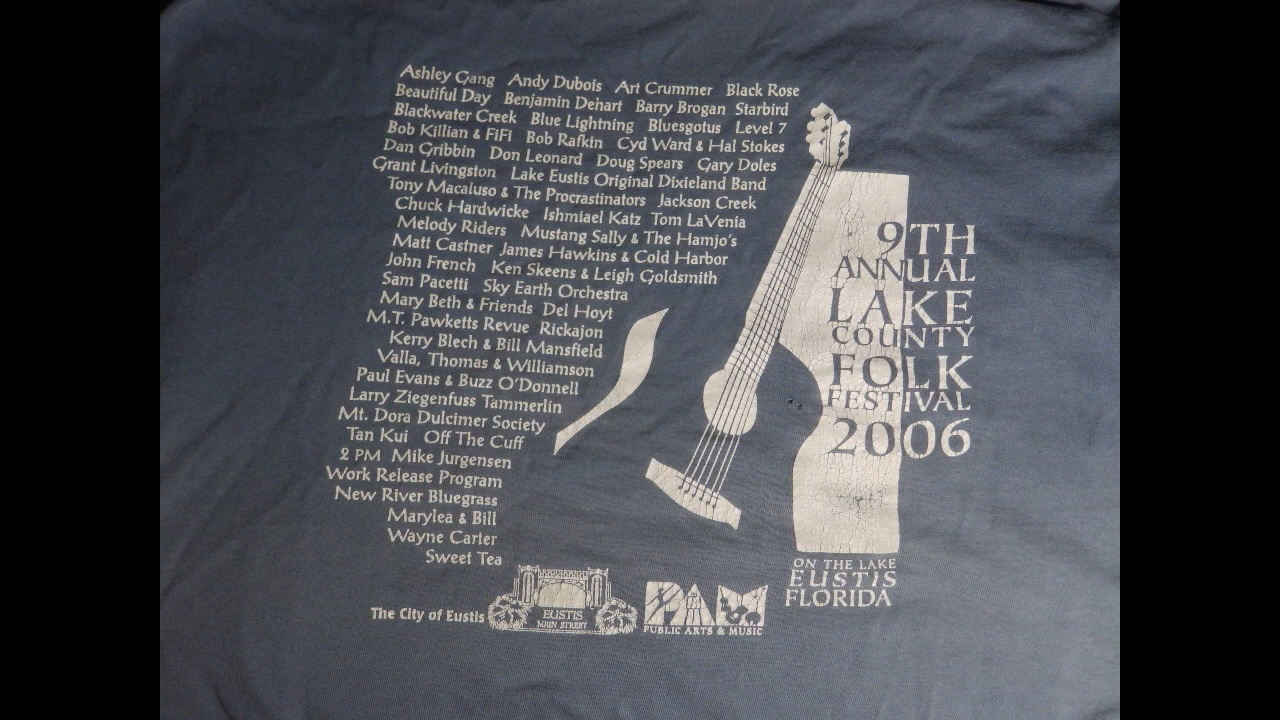 Ashley Gang Andy Dubois Art Crummer Black Rose
Beautiful Day Benjamin Dehart Barry Brogan Starbird
Blackwater Creek Blue Lightning Bluesgotus Level 7
Bob Killian & FiFi Bob Rafkin Cyd Ward & Hal Stokes
Dan Gribbin Don Leonard Doug Spears Gary Doles
Grant Livingston Lake Eustis Original Dixieland Band
Tony Macaluso & The Procrastinators Jackson Creek
Chuck Hardwicke Ishmiael Katz Tom LaVenia
Melody Riders Mustang Sally & The Hamjo's
Matt Castner James Hawkins & Cold Harbor
John French Ken Skeens & Leigh Goldsmith
Sam Pacetti Sky Earth Orchestra
Mary Beth & Friends Del Hoyt
M.T. Pawketts Revue Rickajon
Kerry Blech & Bill Mansfield
Valla, Thomas & Williamson
Paul Evans & Buzz O'Donnell
Larry Ziegenfuss Tammerlin
Mt. Dora Dulcimer Society
Tan Kui Off The Cuff
2 PM Mike Jurgensen
Work Release Program
New River Bluegrass
Marylea & Bill
Wayne Carter
Sweet Tea
9TH
ANNUAL
LAKE
COUNTY
FOLK
FESTIVAL
2006
ON THE LAKE
EUSTIS
FLORIDA
The City of Eustis
EUSTIS
MAIN STREET
PAM
PUBLIC ARTS & MUSIC